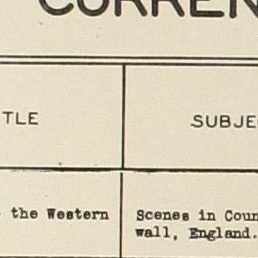 CURREN
TLE
SUBJE
the Western
Scenes in Coun
wall, England.